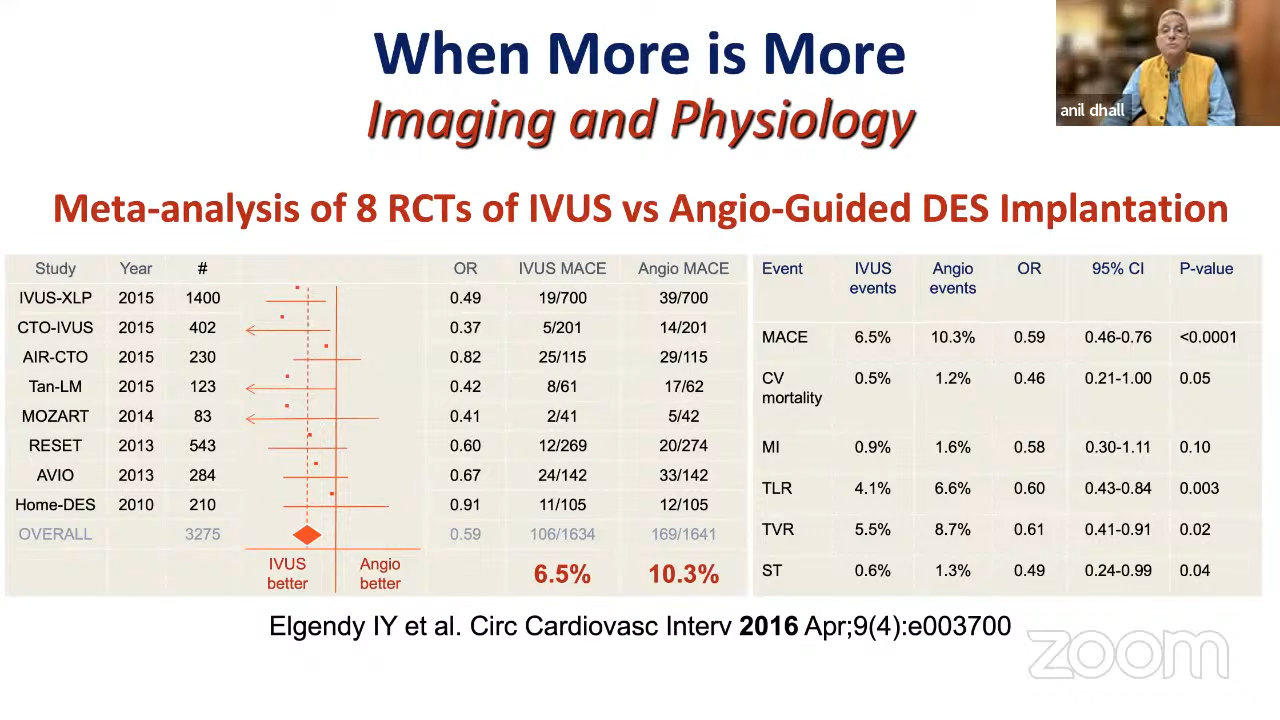 When More is More
Imaging and Physiology
anil dhall
Meta-analysis of 8 RCTs of IVUS vs Angio-Guided DES Implantation
Study Year # OR IVUS MACE Angio MACE
IVUS-XLP 2015 1400 0.49 19/700 39/700
CTO-IVUS 2015 402 0.37 5/201 14/201
AIR-CTO 2015 230 0.82 25/115 29/115
Tan-LM 2015 123 0.42 8/61 17/62
MOZART 2014 83 0.41 2/41 5/42
RESET 2013 543 0.60 12/269 20/274
AVIO 2013 284 0.67 24/142 33/142
Home-DES 2010 210 0.91 11/105 12/105
OVERALL 3275 0.59 106/1634 169/1641
IVUS better Angio better 6.5% 10.3%
Event IVUS events Angio events OR 95% CI P-value
MACE 6.5% 10.3% 0.59 0.46-0.76 <0.0001
CV mortality 0.5% 1.2% 0.46 0.21-1.00 0.05
MI 0.9% 1.6% 0.58 0.30-1.11 0.10
TLR 4.1% 6.6% 0.60 0.43-0.84 0.003
TVR 5.5% 8.7% 0.61 0.41-0.91 0.02
ST 0.6% 1.3% 0.49 0.24-0.99 0.04
Elgendy IY et al. Circ Cardiovasc Interv 2016 Apr;9(4):e003700
zoom